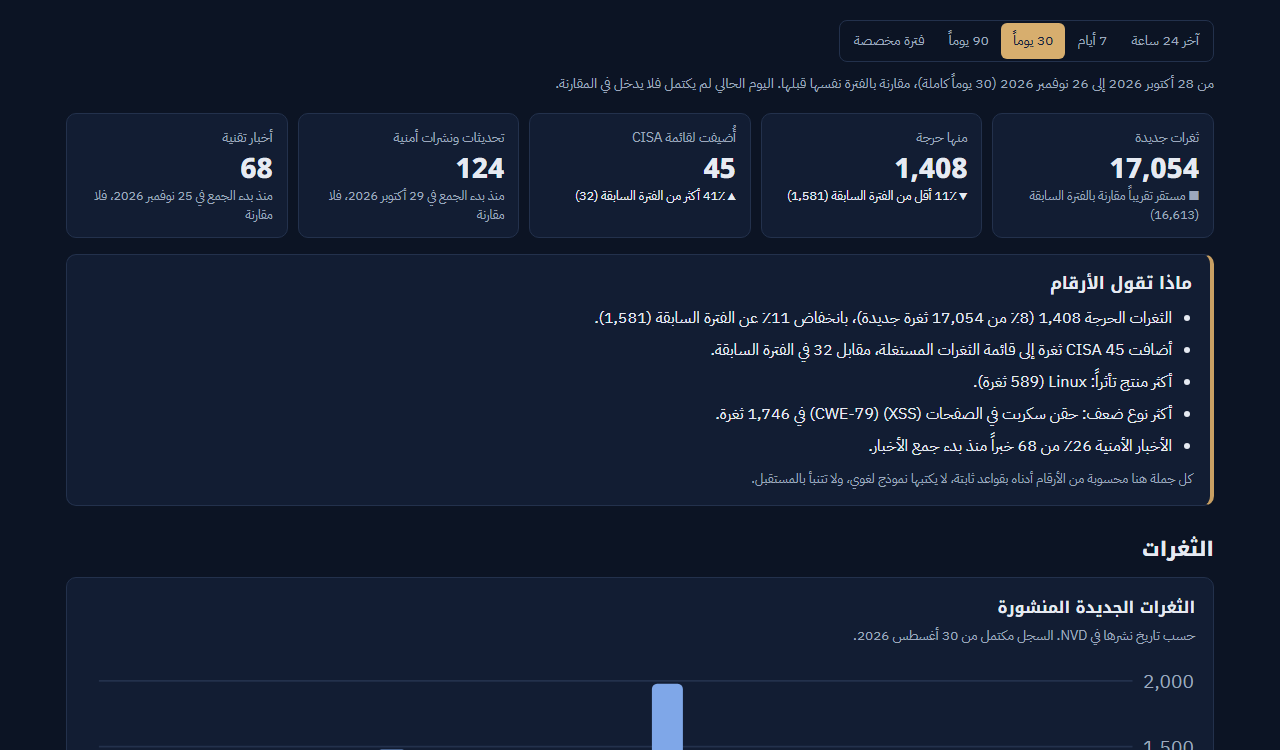 آخر 24 ساعة
7 أيام
30 يوماً
90 يوماً
فترة مخصصة
من 28 أكتوبر 2026 إلى 26 نوفمبر 2026 (30 يوماً كاملة)، مقارنة بالفترة نفسها قبلها. اليوم الحالي لم يكتمل فلا يدخل في المقارنة.
ثغرات جديدة
17,054
■ مستقر تقريباً مقارنة بالفترة السابقة
(16,613)
منها حرجة
1,408
▼ 11٪ أقل من الفترة السابقة (1,581)
أُضيفت لقائمة CISA
45
▲ 41٪ أكثر من الفترة السابقة (32)
تحديثات ونشرات أمنية
124
منذ بدء الجمع في 29 أكتوبر 2026، فلا
مقارنة
أخبار تقنية
68
منذ بدء الجمع في 25 نوفمبر 2026، فلا
مقارنة
ماذا تقول الأرقام
• الثغرات الحرجة 1,408 (8٪ من 17,054 ثغرة جديدة)، بانخفاض 11٪ عن الفترة السابقة (1,581).
• أضافت CISA 45 ثغرة إلى قائمة الثغرات المستغلة، مقابل 32 في الفترة السابقة.
• أكثر منتج تأثراً: Linux (589 ثغرة).
• أكثر نوع ضعف: حقن سكربت في الصفحات (XSS) (CWE-79) في 1,746 ثغرة.
• الأخبار الأمنية 26٪ من 68 خبراً منذ بدء جمع الأخبار.
كل جملة هنا محسوبة من الأرقام أدناه بقواعد ثابتة، لا يكتبها نموذج لغوي، ولا تتنبأ بالمستقبل.
الثغرات
الثغرات الجديدة المنشورة
حسب تاريخ نشرها في NVD. السجل مكتمل من 30 أغسطس 2026.
2,000
1,500